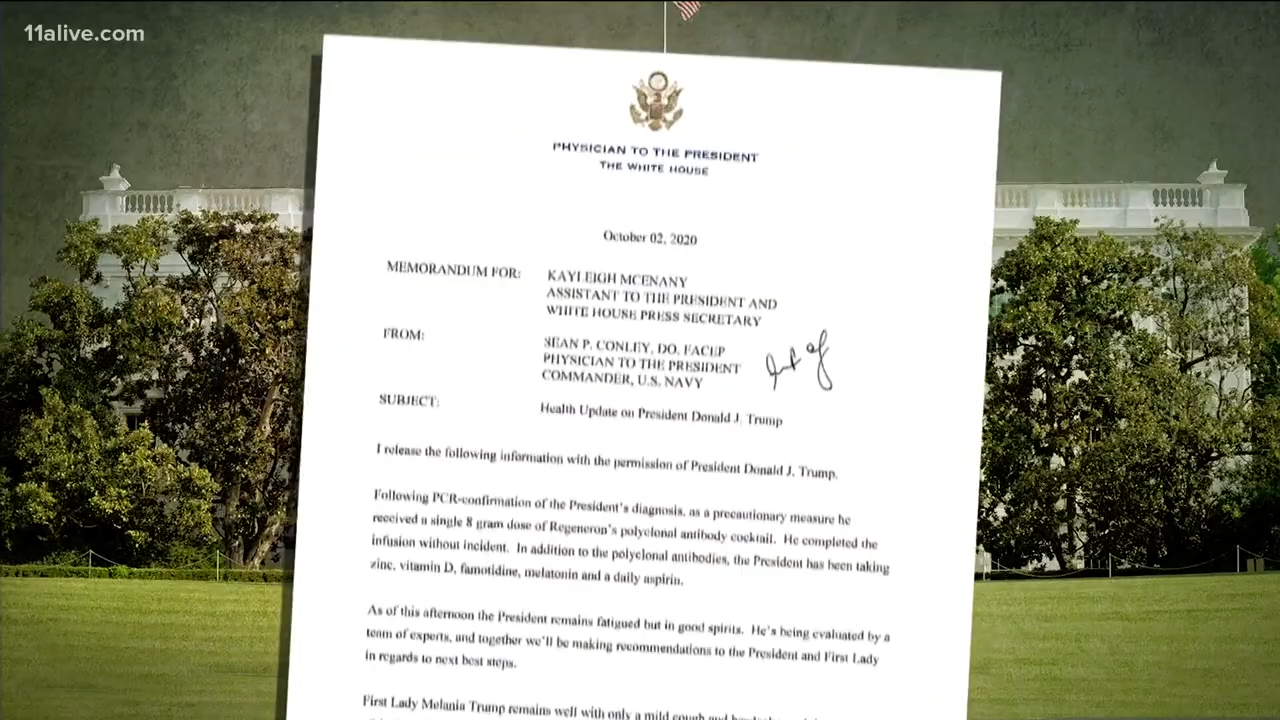 11alive.com
PHYSICIAN TO THE PRESIDENT
THE WHITE HOUSE
October 02, 2020
MEMORANDUM FOR: KAYLEIGH MCENANY
ASSISTANT TO THE PRESIDENT AND
WHITE HOUSE PRESS SECRETARY
FROM: SEAN P. CONLEY, DO, FACEP
PHYSICIAN TO THE PRESIDENT
COMMANDER, U.S. NAVY
SUBJECT: Health Update on President Donald J. Trump
I release the following information with the permission of President Donald J. Trump.
Following PCR-confirmation of the President's diagnosis, as a precautionary measure he
received a single 8 gram dose of Regeneron's polyclonal antibody cocktail. He completed the
infusion without incident. In addition to the polyclonal antibodies, the President has been taking
zinc, vitamin D, famotidine, melatonin and a daily aspirin.
As of this afternoon the President remains fatigued but in good spirits. He's being evaluated by a
team of experts, and together we'll be making recommendations to the President and First Lady
in regards to next best steps.
First Lady Melania Trump remains well with only a mild cough and